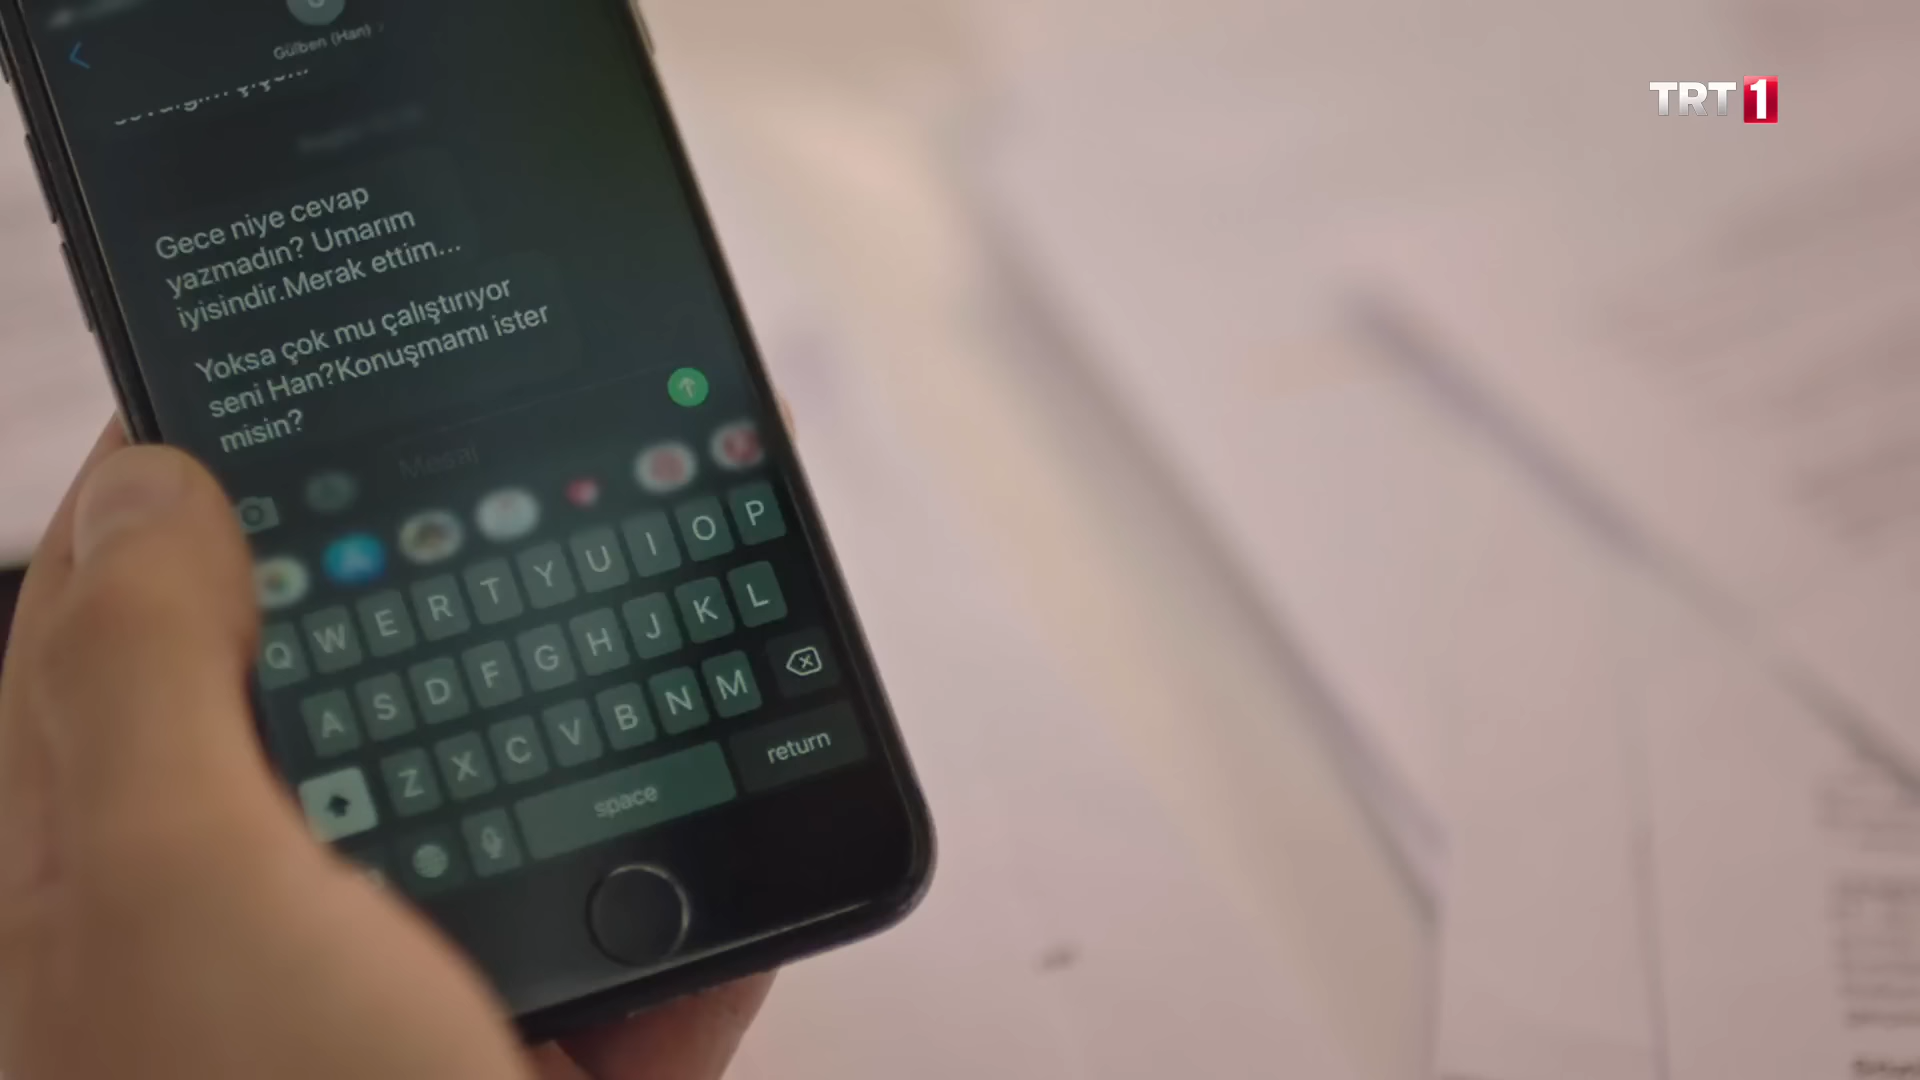 TRT 1
Gülben (Han)
Gece niye cevap
yazmadın? Umarım
iyisindir.Merak ettim...
Yoksa çok mu çalıştırıyor
seni Han?Konuşmamı ister
misin?
Mesaj
Q W E R T Y U I O P
A S D F G H J K L
Z X C V B N M
space return